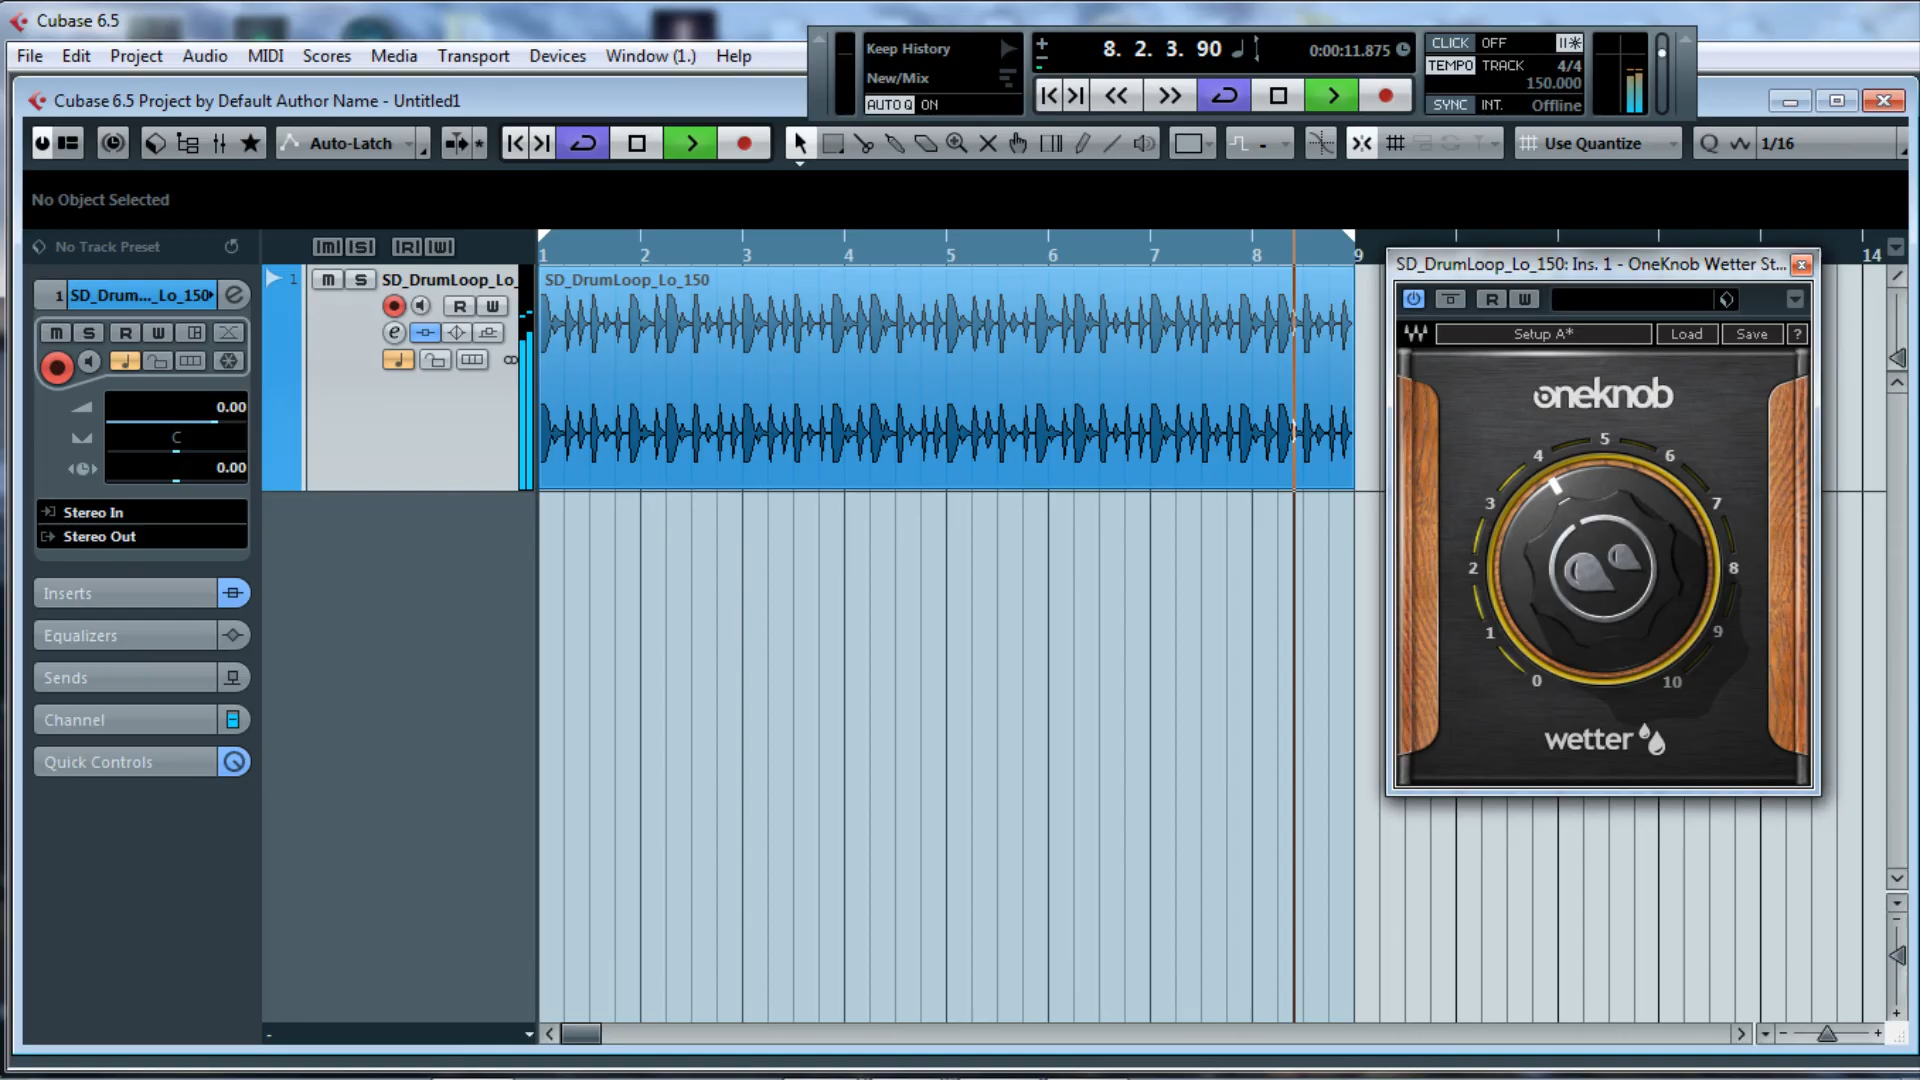 Cubase 6.5
File Edit Project Audio MIDI Scores Media Transport Devices Window (1.) Help
Keep History
New/Mix
AUTO Q ON
8. 2. 3. 90
0:00:11.875
CLICK OFF
TEMPO TRACK 4/4
150.000
SYNC INT. Offline
Cubase 6.5 Project by Default Author Name - Untitled1
Auto-Latch
Use Quantize
Q 1/16
No Object Selected
No Track Preset
M S R W
1 2 3 4 5 6 7 8 9 14
1 SD_Drum..._Lo_150
M S R W
0.00
C
0.00
Stereo In
Stereo Out
Inserts
Equalizers
Sends
Channel
Quick Controls
1 M S SD_DrumLoop_Lo_
R W
e
SD_DrumLoop_Lo_150
SD_DrumLoop_Lo_150: Ins. 1 - OneKnob Wetter St...
R W
Setup A* Load Save ?
oneknob
0 1 2 3 4 5 6 7 8 9 10
wetter